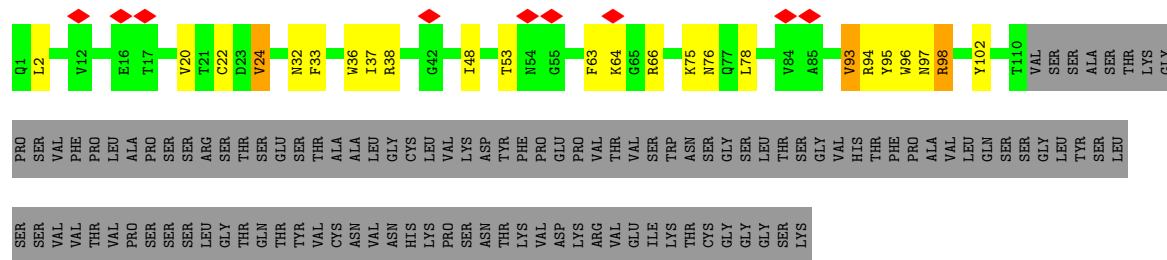 Q1 L2 V12 E16 T17 V20 T21 C22 D23 V24 N32 F33 W36 I37 R38 G42 I48 T53 N54 G55 F63 K64 G65 R66 K75 N76 Q77 L78 V84 A85 V93 R94 Y95 W96 N97 R98 Y102 T110 VAL SER SER ALA SER THR LYS GLY
PRO SER VAL PHE PRO LEU ALA PRO SER SER ARG SER THR SER GLU SER THR ALA ALA LEU GLY CYS LEU VAL LYS ASP TYR PHE PRO GLU PRO VAL THR VAL SER TRP ASN SER GLY SER LEU THR SER GLY VAL HIS THR PHE PRO ALA VAL LEU GLN SER SER GLY LEU TYR SER LEU
SER SER VAL VAL THR VAL PRO SER SER SER LEU GLY THR GLN THR TYR VAL CYS ASN VAL ASN HIS LYS PRO SER ASN THR LYS VAL ASP LYS ARG VAL GLU ILE LYS THR CYS GLY GLY GLY SER LYS